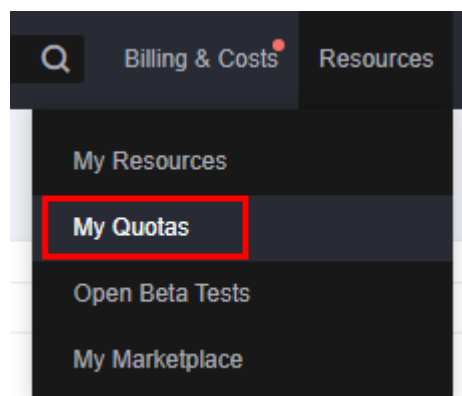 Billing & Costs Resources
My Resources
My Quotas
Open Beta Tests
My Marketplace